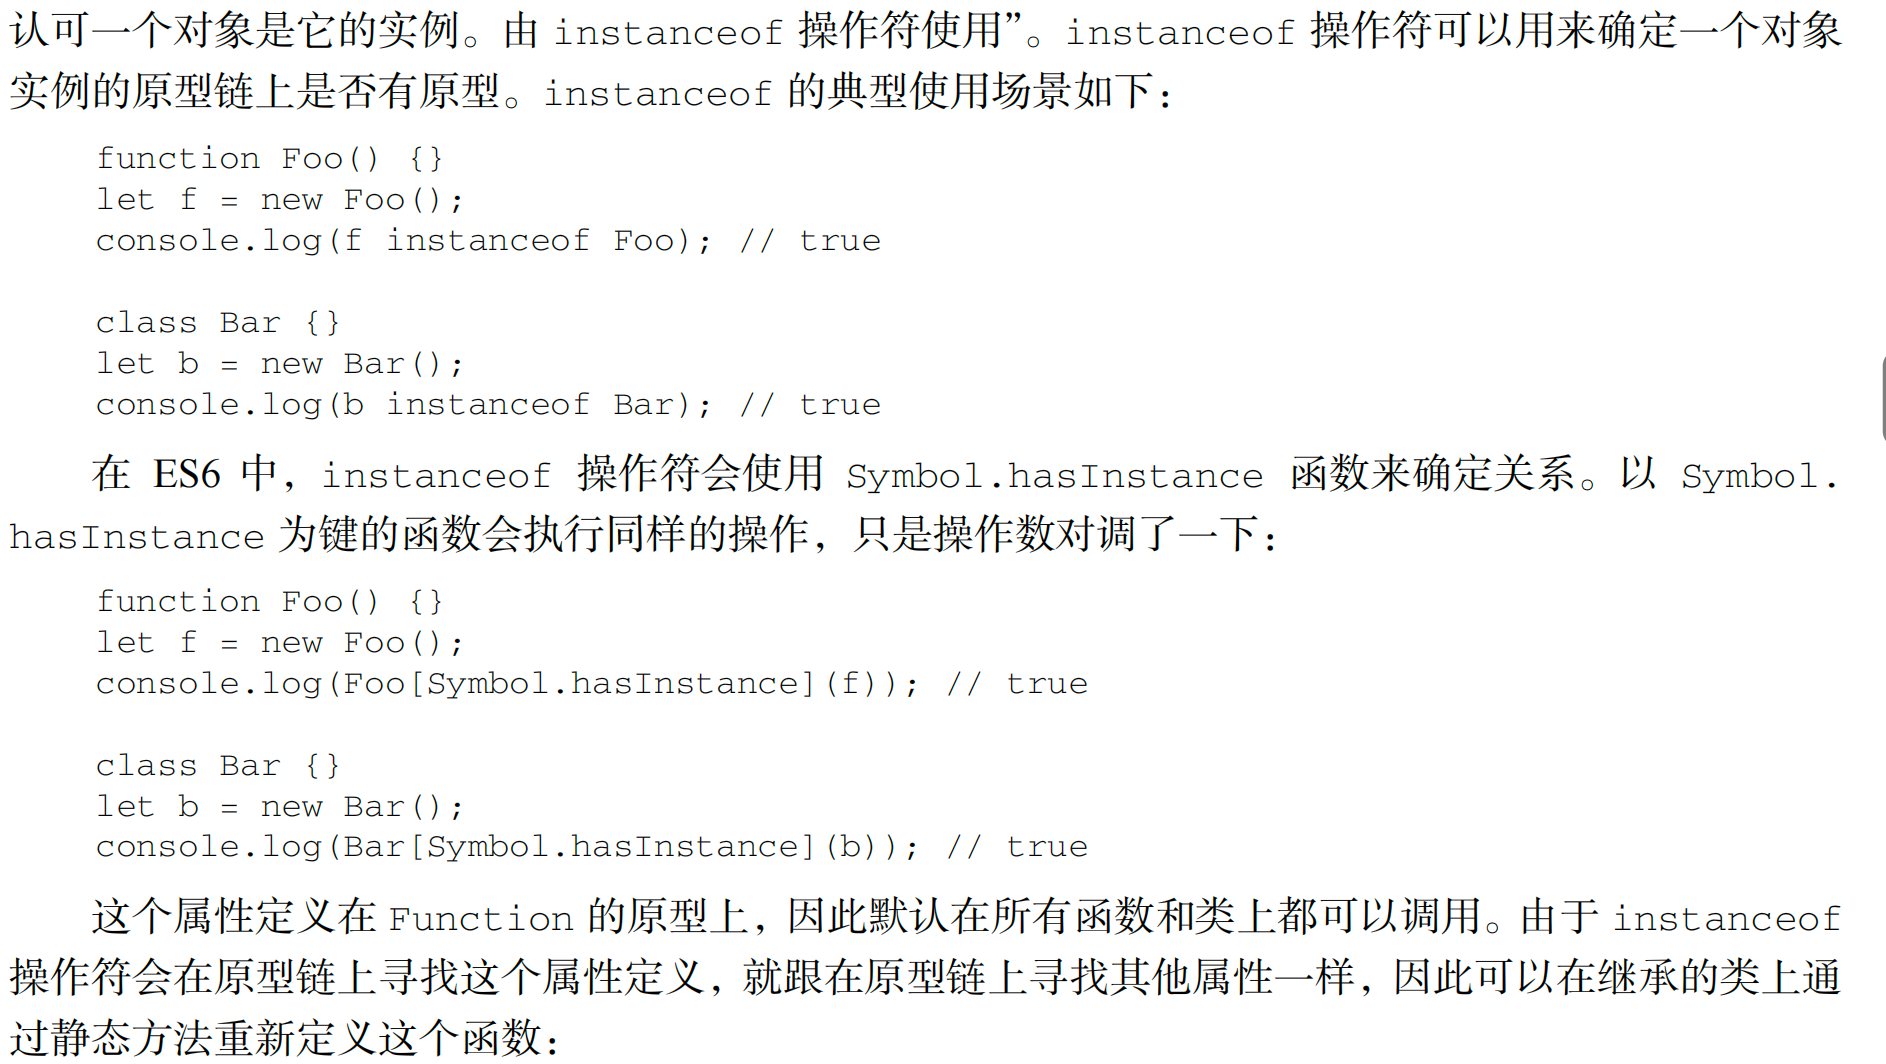 认可一个对象是它的实例。由 instanceof 操作符使用”。instanceof 操作符可以用来确定一个对象
实例的原型链上是否有原型。instanceof 的典型使用场景如下：
function Foo() {}
let f = new Foo();
console.log(f instanceof Foo); // true
class Bar {}
let b = new Bar();
console.log(b instanceof Bar); // true
在 ES6 中，instanceof 操作符会使用 Symbol.hasInstance 函数来确定关系。以 Symbol.
hasInstance 为键的函数会执行同样的操作，只是操作数对调了一下：
function Foo() {}
let f = new Foo();
console.log(Foo[Symbol.hasInstance](f)); // true
class Bar {}
let b = new Bar();
console.log(Bar[Symbol.hasInstance](b)); // true
这个属性定义在 Function 的原型上，因此默认在所有函数和类上都可以调用。由于 instanceof
操作符会在原型链上寻找这个属性定义，就跟在原型链上寻找其他属性一样，因此可以在继承的类上通
过静态方法重新定义这个函数：